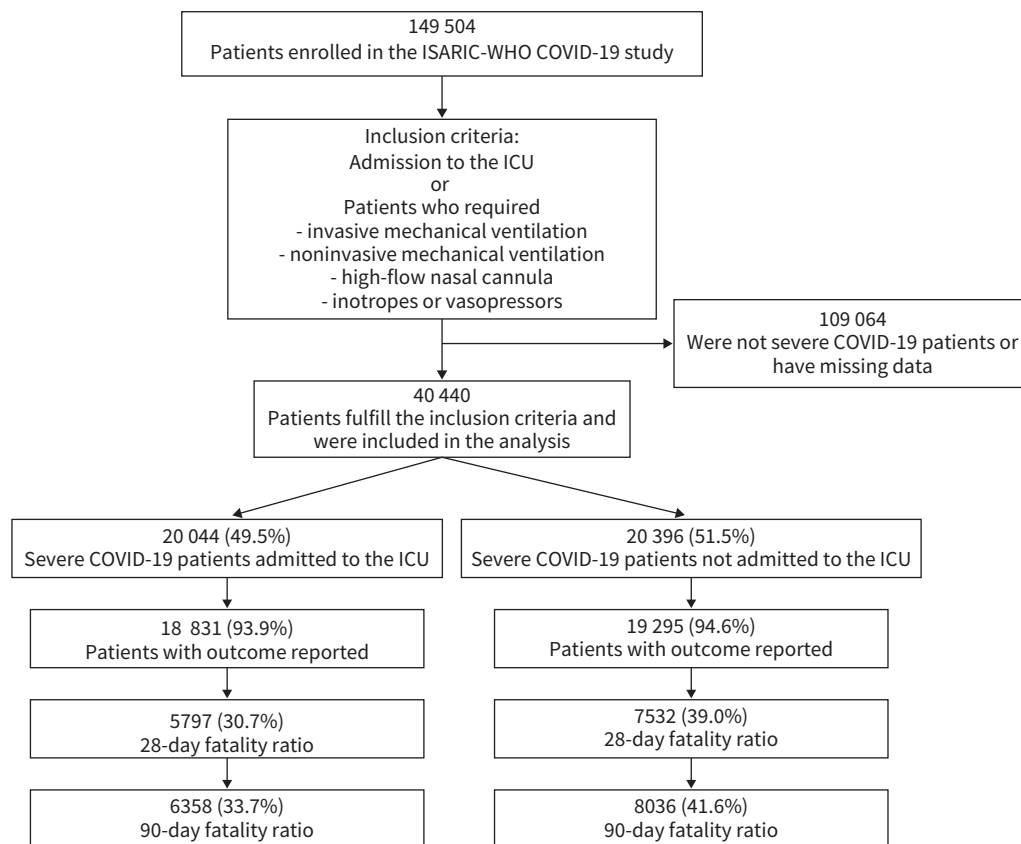 149 504
Patients enrolled in the ISARIC-WHO COVID-19 study
Inclusion criteria:
Admission to the ICU
or
Patients who required
- invasive mechanical ventilation
- noninvasive mechanical ventilation
- high-flow nasal cannula
- inotropes or vasopressors
109 064
Were not severe COVID-19 patients or
have missing data
40 440
Patients fulfill the inclusion criteria and
were included in the analysis
20 044 (49.5%)
Severe COVID-19 patients admitted to the ICU
20 396 (51.5%)
Severe COVID-19 patients not admitted to the ICU
18 831 (93.9%)
Patients with outcome reported
19 295 (94.6%)
Patients with outcome reported
5797 (30.7%)
28-day fatality ratio
7532 (39.0%)
28-day fatality ratio
6358 (33.7%)
90-day fatality ratio
8036 (41.6%)
90-day fatality ratio